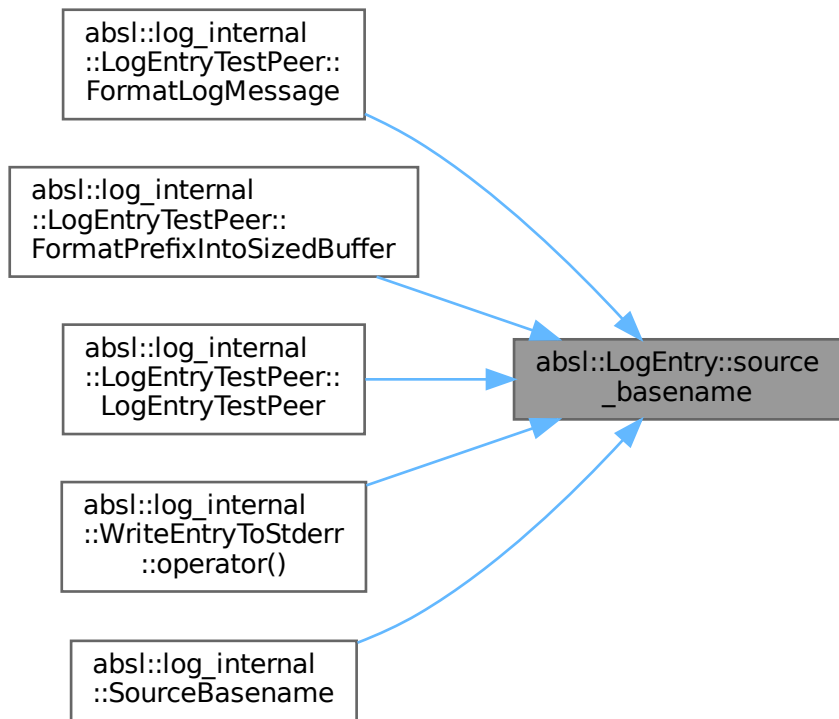 absl::log_internal
::LogEntryTestPeer::
FormatLogMessage
absl::log_internal
::LogEntryTestPeer::
FormatPrefixIntoSizedBuffer
absl::log_internal
::LogEntryTestPeer::
LogEntryTestPeer
absl::log_internal
::WriteEntryToStderr
::operator()
absl::log_internal
::SourceBasename
absl::LogEntry::source
_basename